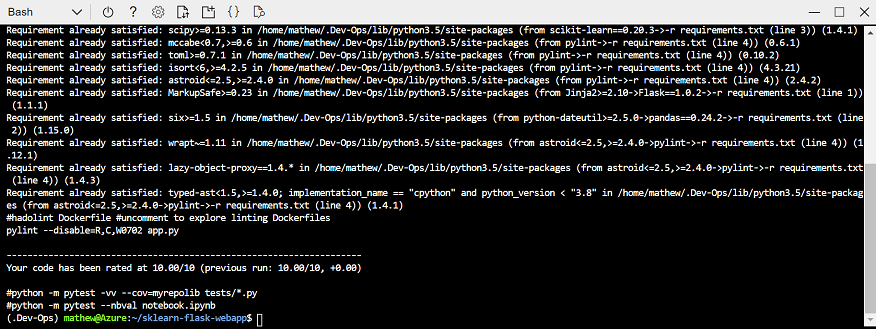 Bash
Requirement already satisfied: scipy>=0.13.3 in /home/mathew/.Dev-Ops/lib/python3.5/site-packages (from scikit-learn==0.20.3->-r requirements.txt (line 3)) (1.4.1)
Requirement already satisfied: mccabe<0.7,>=0.6 in /home/mathew/.Dev-Ops/lib/python3.5/site-packages (from pylint->-r requirements.txt (line 4)) (0.6.1)
Requirement already satisfied: toml>=0.7.1 in /home/mathew/.Dev-Ops/lib/python3.5/site-packages (from pylint->-r requirements.txt (line 4)) (0.10.2)
Requirement already satisfied: isort<6,>=4.2.5 in /home/mathew/.Dev-Ops/lib/python3.5/site-packages (from pylint->-r requirements.txt (line 4)) (4.3.21)
Requirement already satisfied: astroid<=2.5,>=2.4.0 in /home/mathew/.Dev-Ops/lib/python3.5/site-packages (from pylint->-r requirements.txt (line 4)) (2.4.2)
Requirement already satisfied: MarkupSafe>=0.23 in /home/mathew/.Dev-Ops/lib/python3.5/site-packages (from Jinja2>=2.10->Flask==1.0.2->-r requirements.txt (line 1))
 (1.1.1)
Requirement already satisfied: six>=1.5 in /home/mathew/.Dev-Ops/lib/python3.5/site-packages (from python-dateutil>=2.5.0->pandas==0.24.2->-r requirements.txt (line
 2)) (1.15.0)
Requirement already satisfied: wrapt~=1.11 in /home/mathew/.Dev-Ops/lib/python3.5/site-packages (from astroid<=2.5,>=2.4.0->pylint->-r requirements.txt (line 4)) (1
.12.1)
Requirement already satisfied: lazy-object-proxy==1.4.* in /home/mathew/.Dev-Ops/lib/python3.5/site-packages (from astroid<=2.5,>=2.4.0->pylint->-r requirements.txt
 (line 4)) (1.4.3)
Requirement already satisfied: typed-ast<1.5,>=1.4.0; implementation_name == "cpython" and python_version < "3.8" in /home/mathew/.Dev-Ops/lib/python3.5/site-packag
es (from astroid<=2.5,>=2.4.0->pylint->-r requirements.txt (line 4)) (1.4.1)
#hadolint Dockerfile #uncomment to explore linting Dockerfiles
pylint --disable=R,C,W0702 app.py
------------------------------------------------------------------
Your code has been rated at 10.00/10 (previous run: 10.00/10, +0.00)
#python -m pytest -vv --cov=myrepolib tests/*.py
#python -m pytest --nbval notebook.ipynb
(.Dev-Ops) mathew@Azure:~/sklearn-flask-webapp$